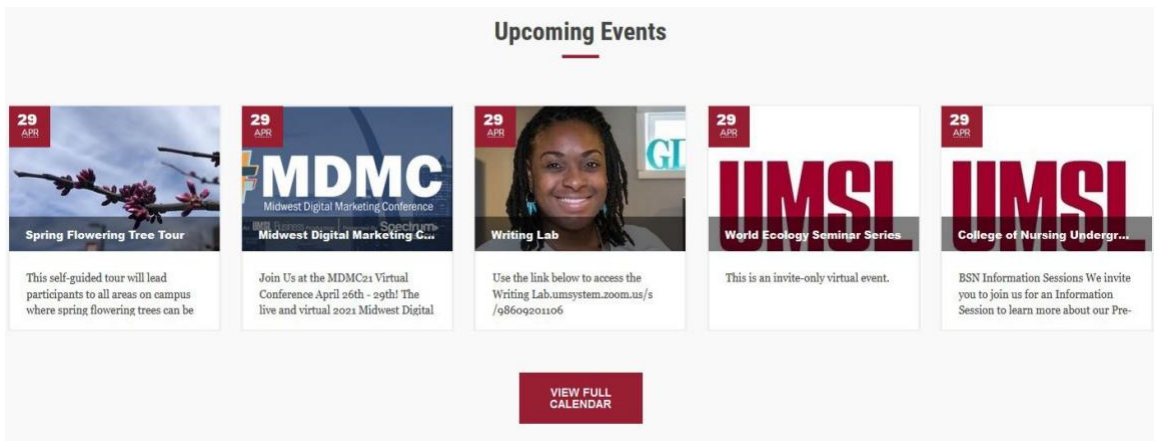 Upcoming Events
29
APR
MDMC
Midwest Digital Marketing Conference
UMSL Business
Spectrum
Spring Flowering Tree Tour
This self-guided tour will lead
participants to all areas on campus
where spring flowering trees can be
29
APR
Midwest Digital Marketing C...
Join Us at the MDMC21 Virtual
Conference April 26th - 29th! The
live and virtual 2021 Midwest Digital
29
APR
Writing Lab
Use the link below to access the
Writing Lab.umsystem.zoom.us/s
/98609201106
29
APR
UMSL
World Ecology Seminar Series
This is an invite-only virtual event.
29
APR
UMSL
College of Nursing Undergr...
BSN Information Sessions We invite
you to join us for an Information
Session to learn more about our Pre-
VIEW FULL
CALENDAR